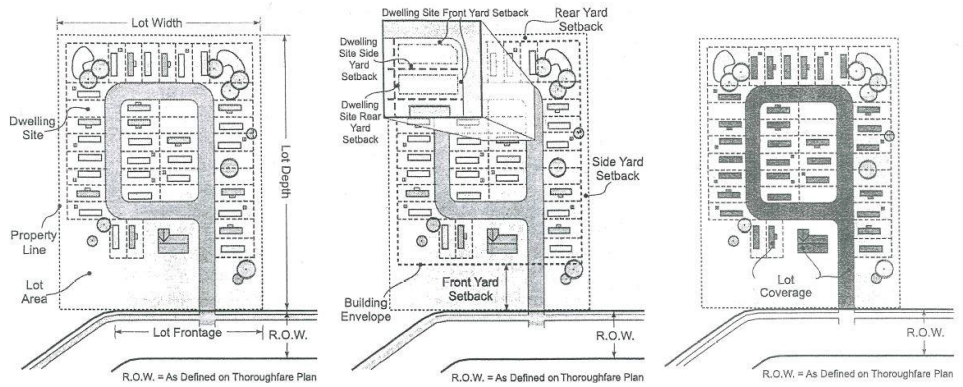 Lot Width
Dwelling
Site
Lot Depth
Property
Line
Lot
Area
Lot Frontage
R.O.W.
R.O.W. = As Defined on Thoroughfare Plan
Dwelling Site Front Yard Setback
Rear Yard
Setback
Dwelling
Site Side
Yard
Setback
Dwelling
Site Rear
Yard
Setback
Side Yard
Setback
Building
Envelope
Front Yard
Setback
R.O.W.
R.O.W. = As Defined on Thoroughfare Plan
Lot
Coverage
R.O.W.
R.O.W. = As Defined on Thoroughfare Plan